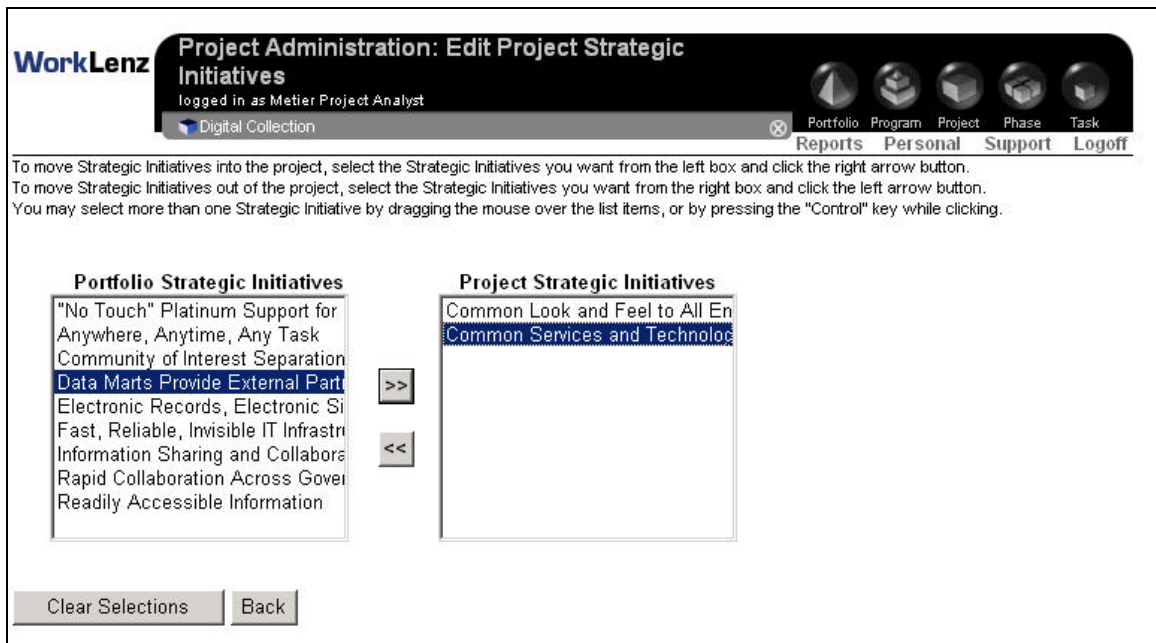 WorkLenz
Project Administration: Edit Project Strategic
Initiatives
logged in as Metier Project Analyst
Digital Collection
Portfolio Program Project Phase Task
Reports Personal Support Logoff
To move Strategic Initiatives into the project, select the Strategic Initiatives you want from the left box and click the right arrow button.
To move Strategic Initiatives out of the project, select the Strategic Initiatives you want from the right box and click the left arrow button.
You may select more than one Strategic Initiative by dragging the mouse over the list items, or by pressing the "Control" key while clicking.
Portfolio Strategic Initiatives
"No Touch" Platinum Support for
Anywhere, Anytime, Any Task
Community of Interest Separation
Data Marts Provide External Part
Electronic Records, Electronic Si
Fast, Reliable, Invisible IT Infrastr
Information Sharing and Collabora
Rapid Collaboration Across Gover
Readily Accessible Information
>>
<<
Project Strategic Initiatives
Common Look and Feel to All En
Common Services and Technolog
Clear Selections Back